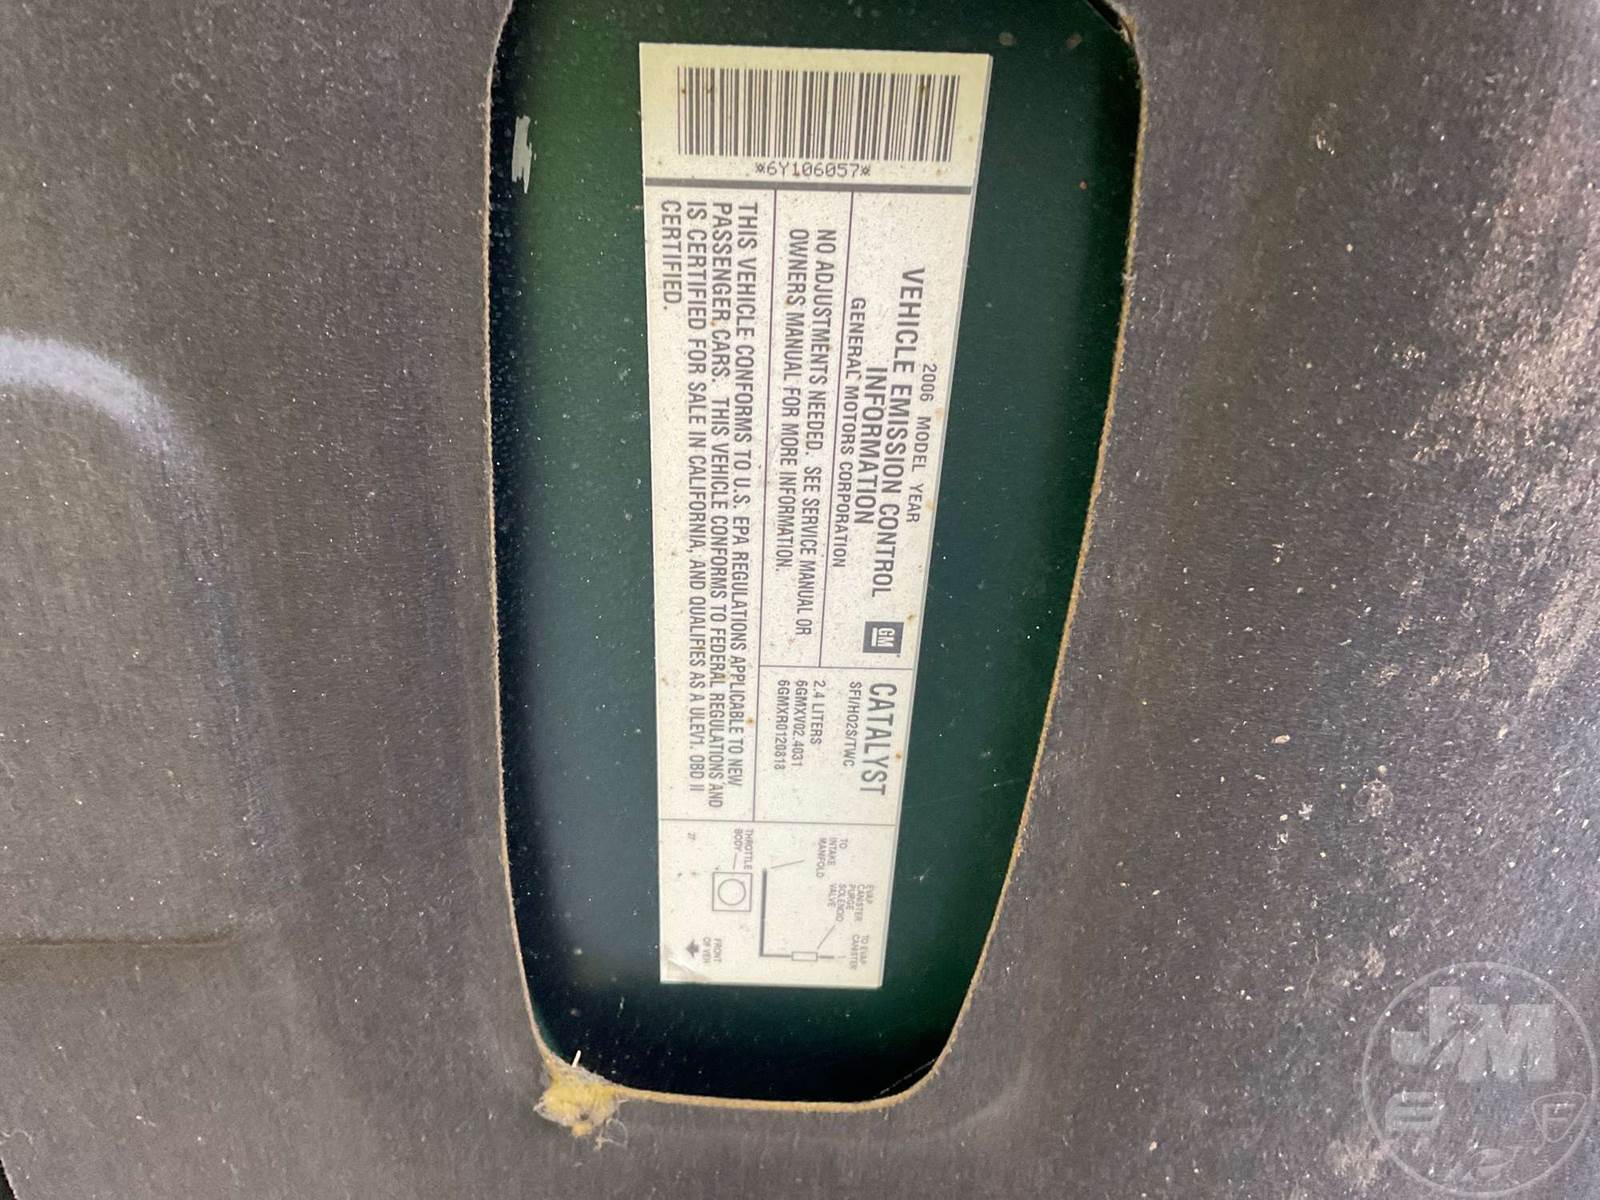 *6Y106057*
2006 MODEL YEAR
VEHICLE EMISSION CONTROL
INFORMATION
GENERAL MOTORS CORPORATION
GM
NO ADJUSTMENTS NEEDED. SEE SERVICE MANUAL OR
OWNERS MANUAL FOR MORE INFORMATION.
CATALYST
SFI/HO2S/TWC
2.4 LITERS
6GMXV02.4031
6GMXR0120818
THIS VEHICLE CONFORMS TO U.S. EPA REGULATIONS APPLICABLE TO NEW
PASSENGER CARS. THIS VEHICLE CONFORMS TO FEDERAL REGULATIONS AND
IS CERTIFIED FOR SALE IN CALIFORNIA, AND QUALIFIES AS A ULEV1. OBD II
CERTIFIED.
EVAP
CANISTER
PURGE
SOLENOID
VALVE
TO EVAP
CANISTER
TO
INTAKE
MANIFOLD
THROTTLE
BODY
FRONT
OF VEH
JM